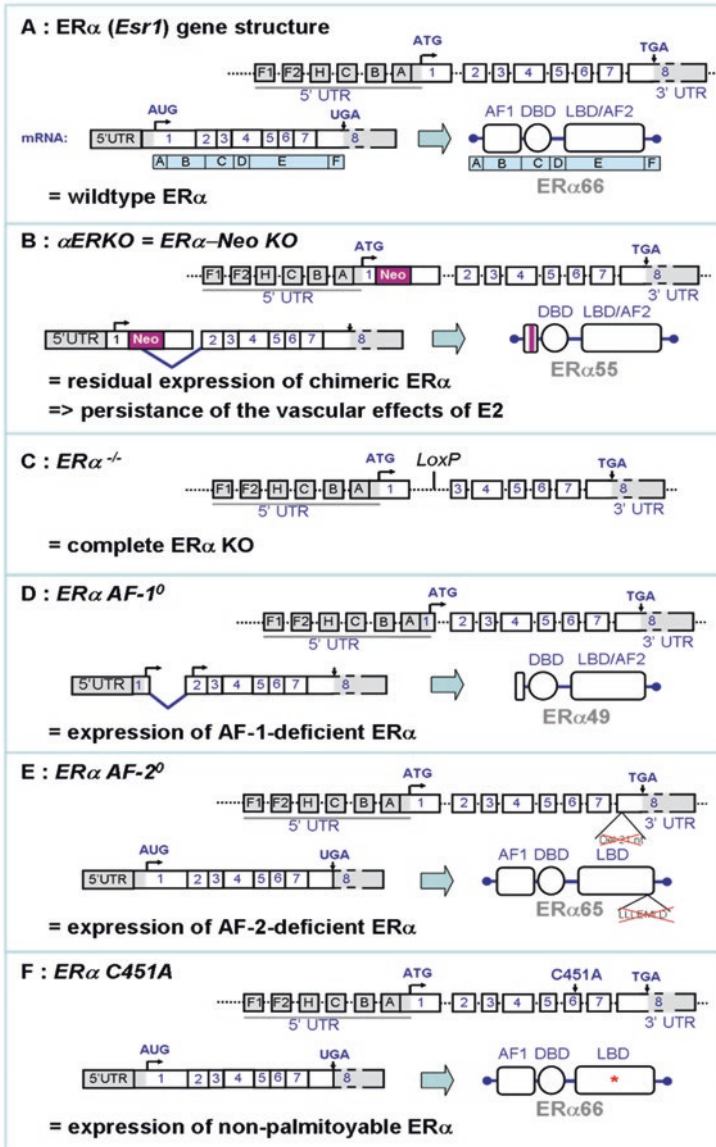 A : ERα (Esr1) gene structure
ATG TGA
F1 F2 H C B A 1 2 3 4 5 6 7 8
5' UTR 3' UTR
AUG UGA AF1 DBD LBD/AF2
mRNA: 5'UTR 1 2 3 4 5 6 7 8
A B C D E F A B C D E F
ERα66
= wildtype ERα
B : αERKO = ERα–Neo KO
ATG TGA
F1 F2 H C B A 1 Neo 2 3 4 5 6 7 8
5' UTR 3' UTR
DBD LBD/AF2
5'UTR 1 Neo 2 3 4 5 6 7 8
ERα55
= residual expression of chimeric ERα
=> persistance of the vascular effects of E2
C : ERα -/-
ATG LoxP TGA
F1 F2 H C B A 1 3 4 5 6 7 8
5' UTR 3' UTR
= complete ERα KO
D : ERα AF-1⁰
ATG TGA
F1 F2 H C B A 1 2 3 4 5 6 7 8
5' UTR 3' UTR
DBD LBD/AF2
5'UTR 1 2 3 4 5 6 7 8
ERα49
= expression of AF-1-deficient ERα
E : ERα AF-2⁰
ATG TGA
F1 F2 H C B A 1 2 3 4 5 6 7 8
5' UTR 3' UTR
AUG UGA AF1 DBD LBD
5'UTR 1 2 3 4 5 6 7 8
ERα65
= expression of AF-2-deficient ERα
F : ERα C451A
ATG C451A TGA
F1 F2 H C B A 1 2 3 4 5 6 7 8
5' UTR 3' UTR
AUG UGA AF1 DBD LBD
5'UTR 1 2 3 4 5 6 7 8 *
ERα66
= expression of non-palmitoyable ERα